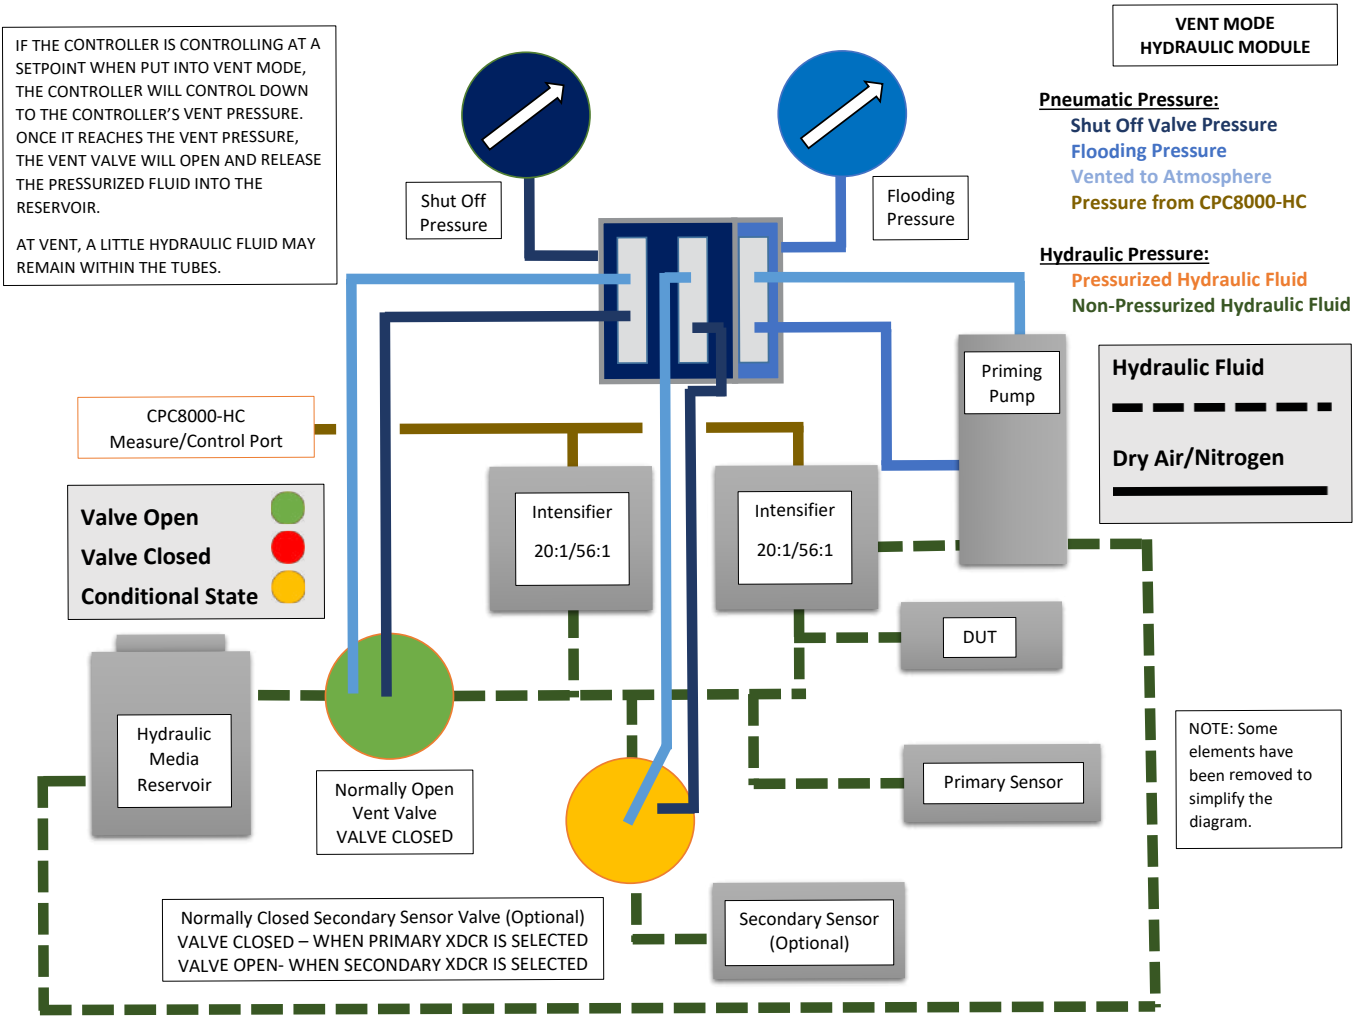 IF THE CONTROLLER IS CONTROLLING AT A
SETPOINT WHEN PUT INTO VENT MODE,
THE CONTROLLER WILL CONTROL DOWN
TO THE CONTROLLER'S VENT PRESSURE.
ONCE IT REACHES THE VENT PRESSURE,
THE VENT VALVE WILL OPEN AND RELEASE
THE PRESSURIZED FLUID INTO THE
RESERVOIR.
AT VENT, A LITTLE HYDRAULIC FLUID MAY
REMAIN WITHIN THE TUBES.
VENT MODE
HYDRAULIC MODULE
Pneumatic Pressure:
Shut Off Valve Pressure
Flooding Pressure
Vented to Atmosphere
Pressure from CPC8000-HC
Hydraulic Pressure:
Pressurized Hydraulic Fluid
Non-Pressurized Hydraulic Fluid
Shut Off
Pressure
Flooding
Pressure
Hydraulic Fluid
Dry Air/Nitrogen
Priming
Pump
CPC8000-HC
Measure/Control Port
Valve Open
Valve Closed
Conditional State
Intensifier
20:1/56:1
Intensifier
20:1/56:1
DUT
Hydraulic
Media
Reservoir
Normally Open
Vent Valve
VALVE CLOSED
Primary Sensor
NOTE: Some
elements have
been removed to
simplify the
diagram.
Normally Closed Secondary Sensor Valve (Optional)
VALVE CLOSED – WHEN PRIMARY XDCR IS SELECTED
VALVE OPEN- WHEN SECONDARY XDCR IS SELECTED
Secondary Sensor
(Optional)